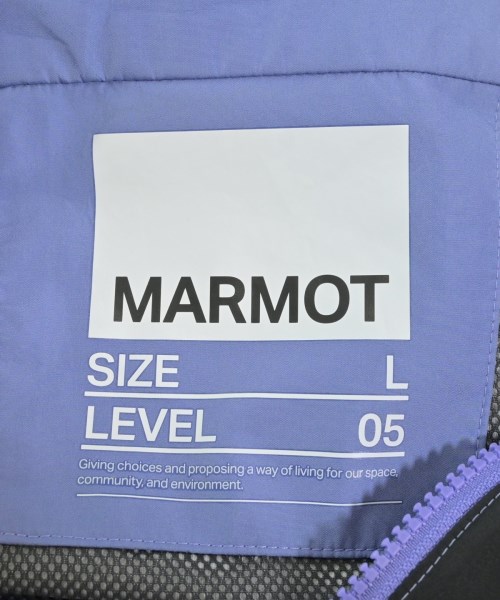 MARMOT
SIZE L
LEVEL 05
Giving choices and proposing a way of living for our space,
community, and environment.